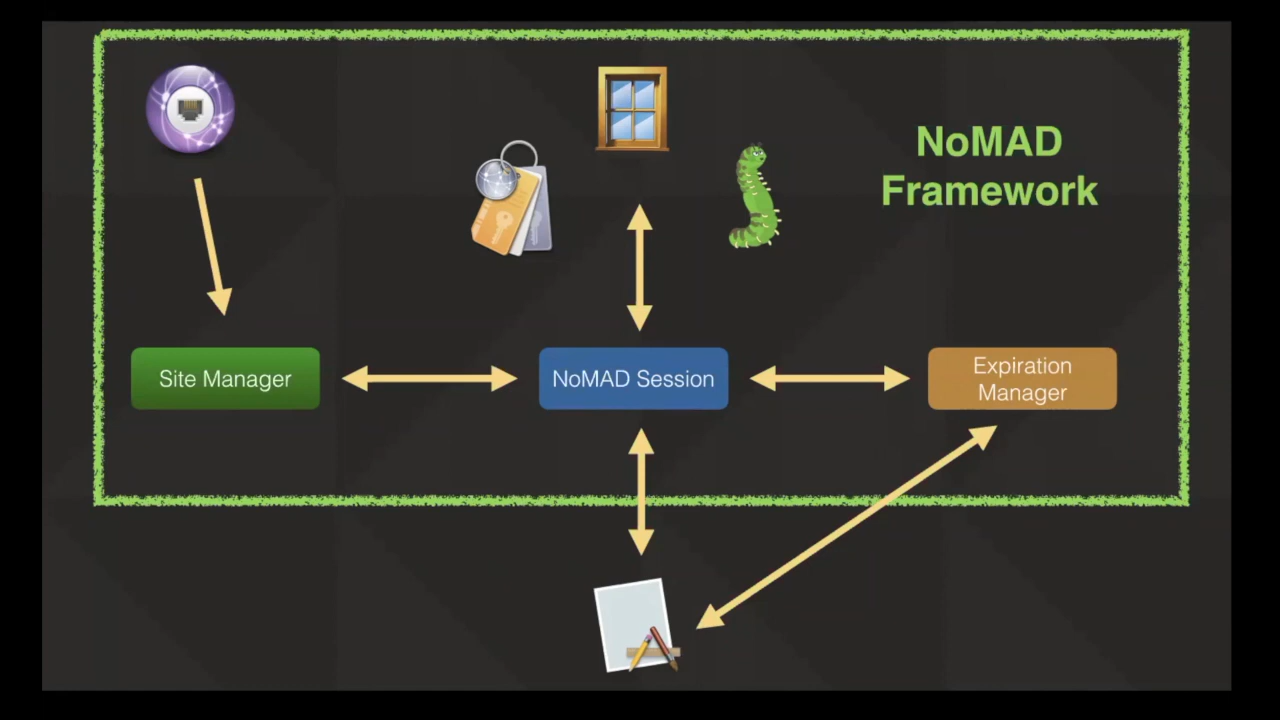 NoMAD
Framework
Site Manager
NoMAD Session
Expiration
Manager